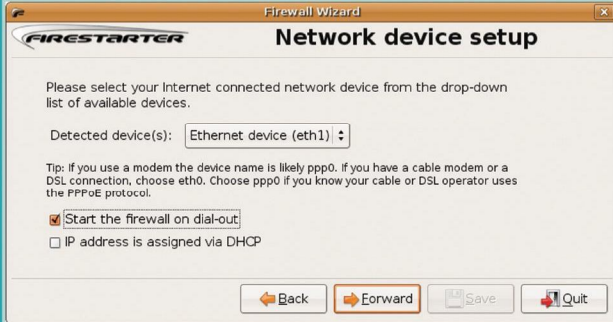 Firewall Wizard
FIRESTARTER
Network device setup
Please select your Internet connected network device from the drop-down
list of available devices.
Detected device(s): Ethernet device (eth1)
Tip: If you use a modem the device name is likely ppp0. If you have a cable modem or a
DSL connection, choose eth0. Choose ppp0 if you know your cable or DSL operator uses
the PPPoE protocol.
Start the firewall on dial-out
IP address is assigned via DHCP
Back Forward Save Quit